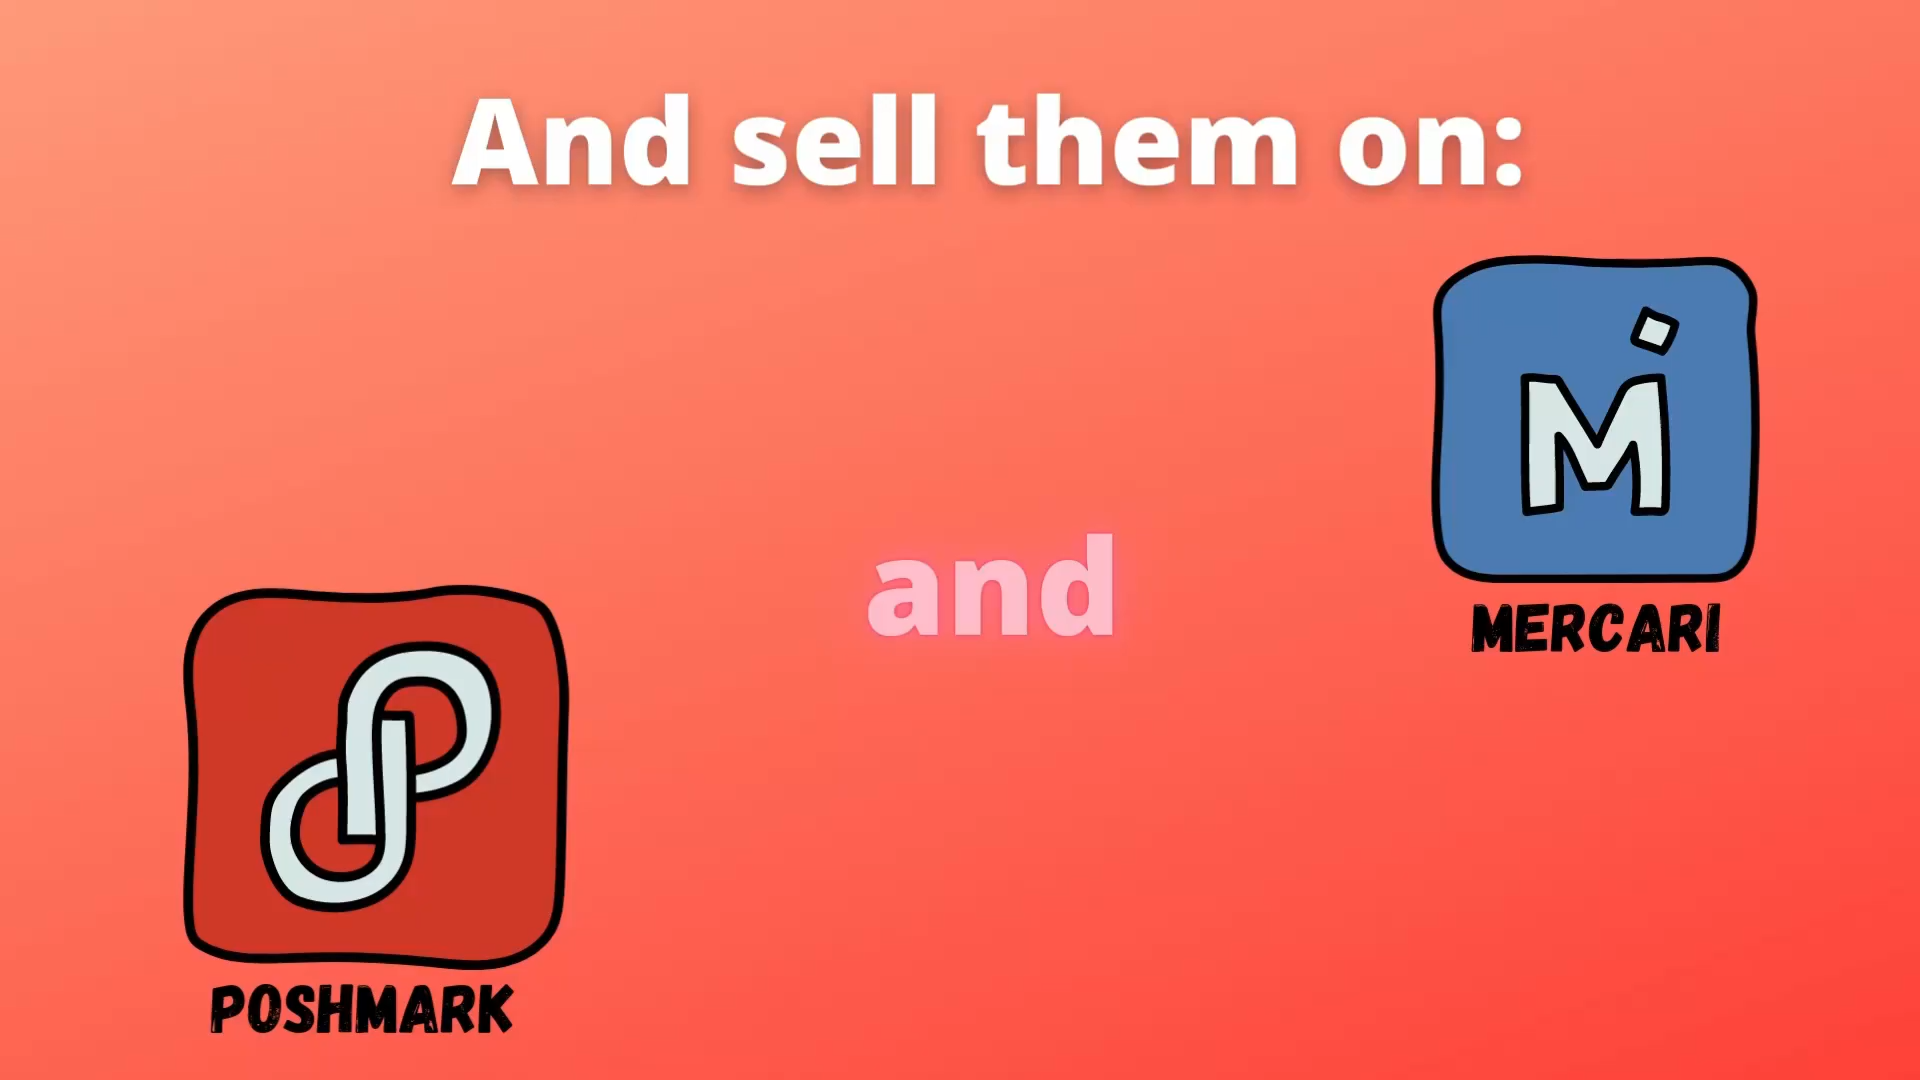 And sell them on:
M
and
MERCARI
P
POSHMARK